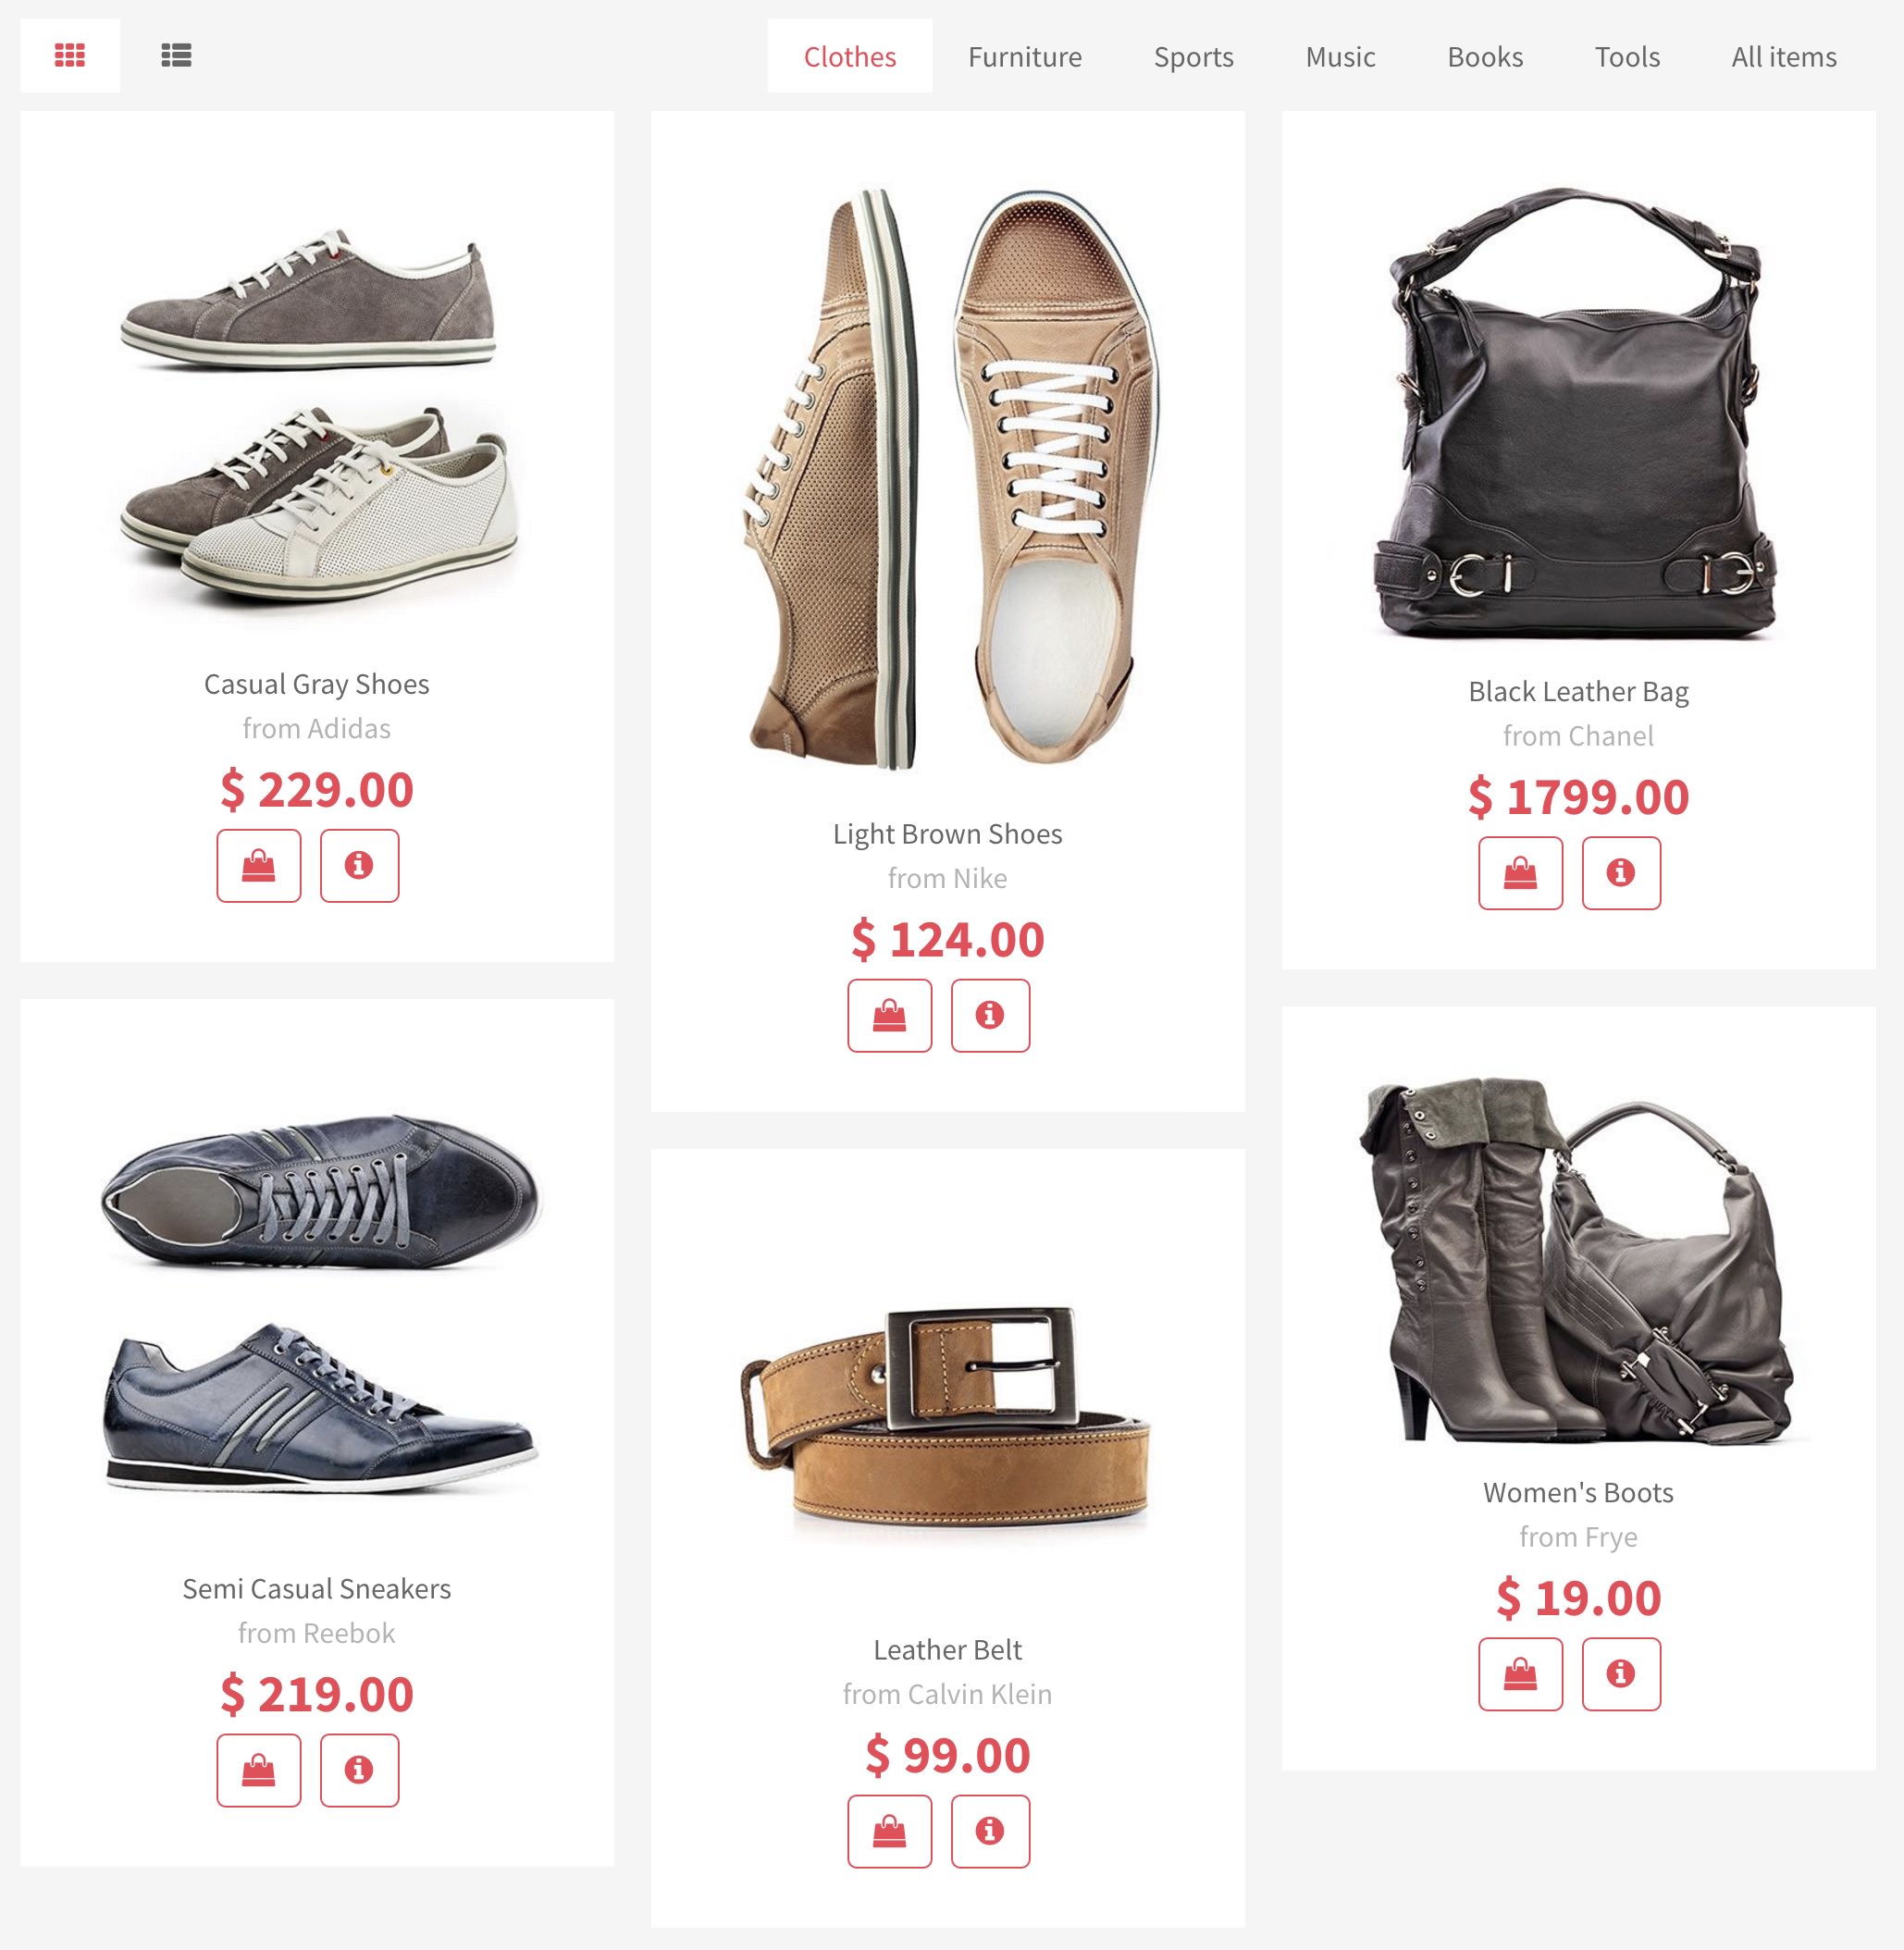 Clothes
Furniture
Sports
Music
Books
Tools
All items
Casual Gray Shoes
from Adidas
$ 229.00
Light Brown Shoes
from Nike
$ 124.00
Black Leather Bag
from Chanel
$ 1799.00
Semi Casual Sneakers
from Reebok
$ 219.00
Leather Belt
from Calvin Klein
$ 99.00
Women's Boots
from Frye
$ 19.00